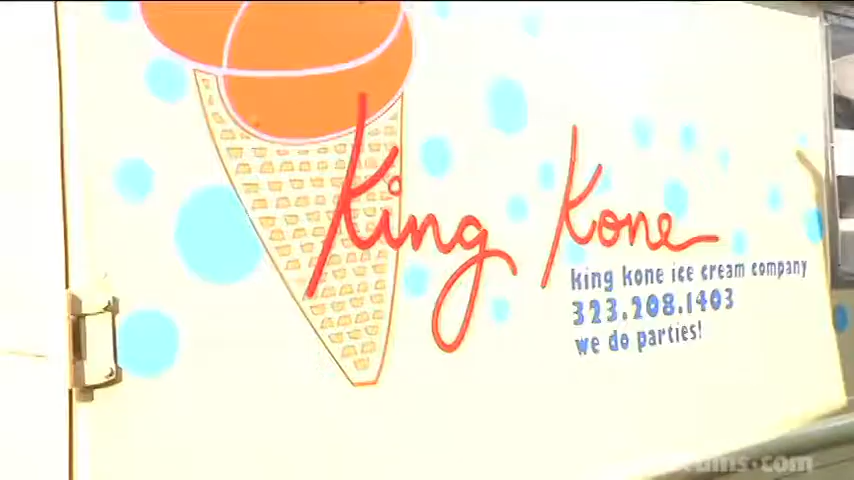 King Kone
king kone ice cream company
323.208.1403
we do parties!